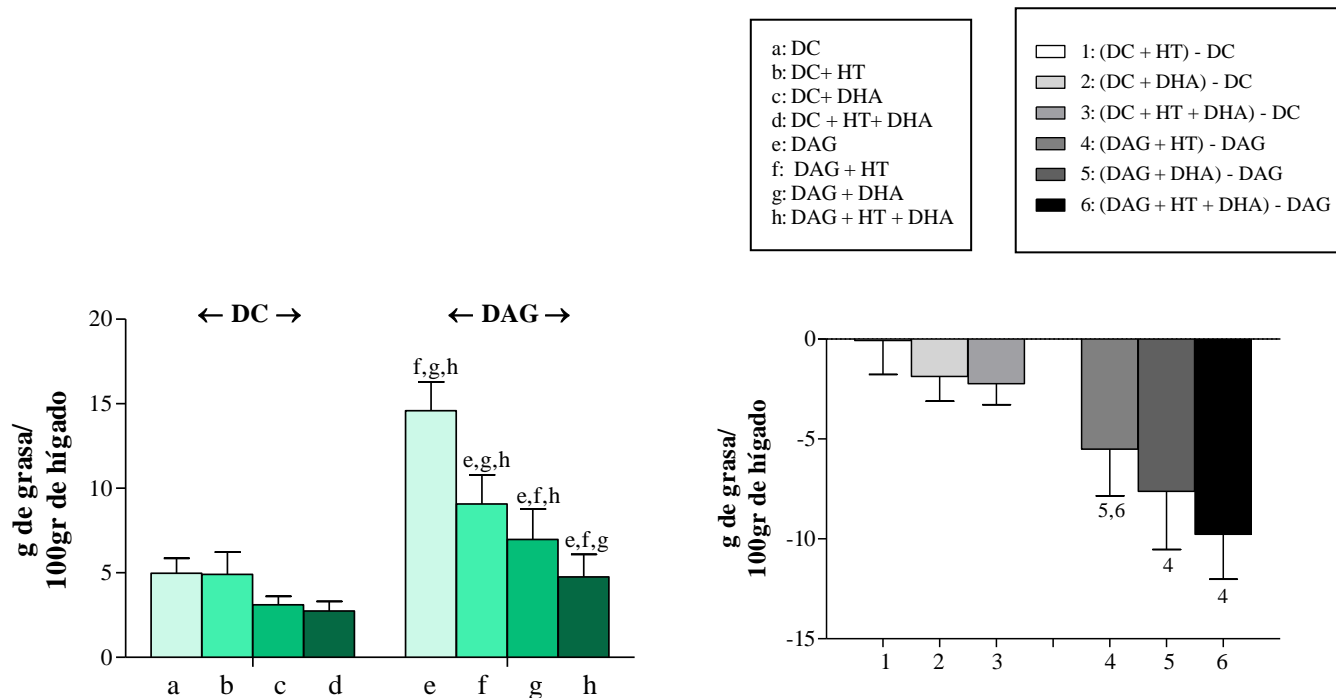 a: DC
b: DC+ HT
c: DC+ DHA
d: DC + HT+ DHA
e: DAG
f: DAG + HT
g: DAG + DHA
h: DAG + HT + DHA
1: (DC + HT) - DC
2: (DC + DHA) - DC
3: (DC + HT + DHA) - DC
4: (DAG + HT) - DAG
5: (DAG + DHA) - DAG
6: (DAG + HT + DHA) - DAG
← DC →
← DAG →
g de grasa/
100gr de hígado
20
15
10
5
0
f,g,h
e,g,h
e,f,h
e,f,g
a b c d e f g h
g de grasa/
100gr de hígado
0
-5
-10
-15
5,6
4
4
1 2 3 4 5 6